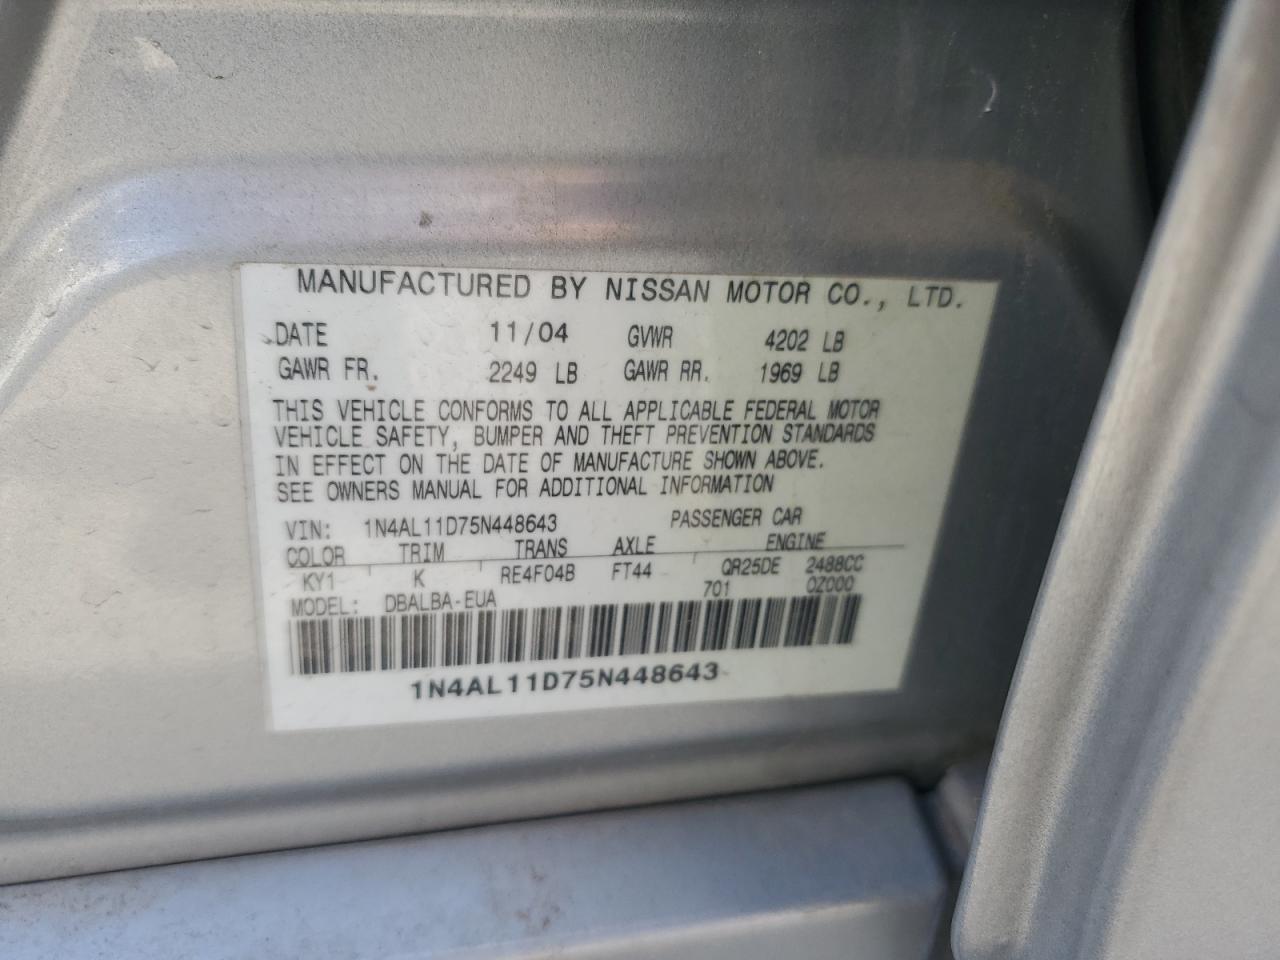 MANUFACTURED BY NISSAN MOTOR CO., LTD.
DATE 11/04 GVWR 4202 LB
GAWR FR. 2249 LB GAWR RR. 1969 LB
THIS VEHICLE CONFORMS TO ALL APPLICABLE FEDERAL MOTOR
VEHICLE SAFETY, BUMPER AND THEFT PREVENTION STANDARDS
IN EFFECT ON THE DATE OF MANUFACTURE SHOWN ABOVE.
SEE OWNERS MANUAL FOR ADDITIONAL INFORMATION
VIN: 1N4AL11D75N448643 PASSENGER CAR
COLOR TRIM TRANS AXLE ENGINE
KY1 K RE4F04B FT44 QR25DE 2488CC
MODEL: DBALBA-EUA 701 0Z000
1N4AL11D75N448643